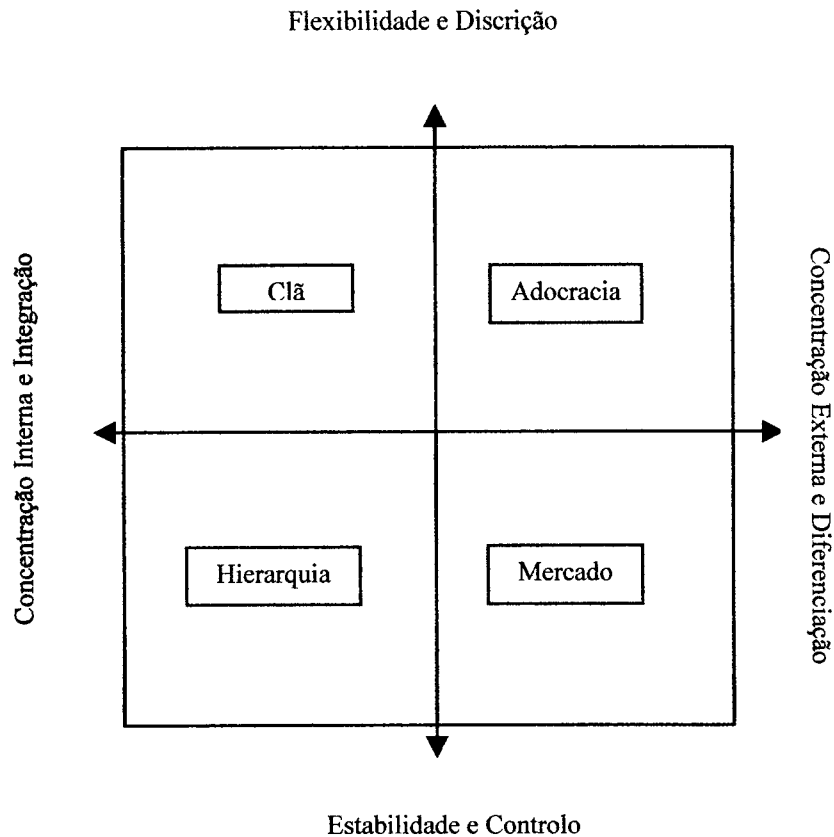 Flexibilidade e Discrição
Concentração Interna e Integração
Clã
Adocracia
Concentração Externa e Diferenciação
Hierarquia
Mercado
Estabilidade e Controlo